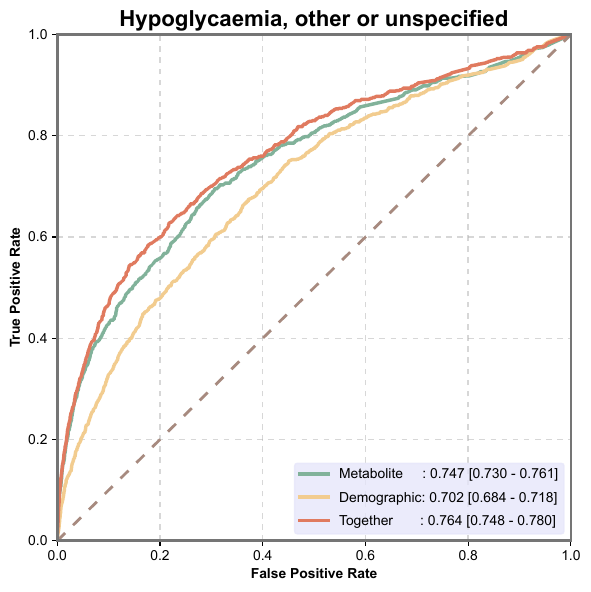 Hypoglycaemia, other or unspecified
True Positive Rate
1.0
0.8
0.6
0.4
0.2
0.0
Metabolite : 0.747 [0.730 - 0.761]
Demographic: 0.702 [0.684 - 0.718]
Together : 0.764 [0.748 - 0.780]
0.0 0.2 0.4 0.6 0.8 1.0
False Positive Rate